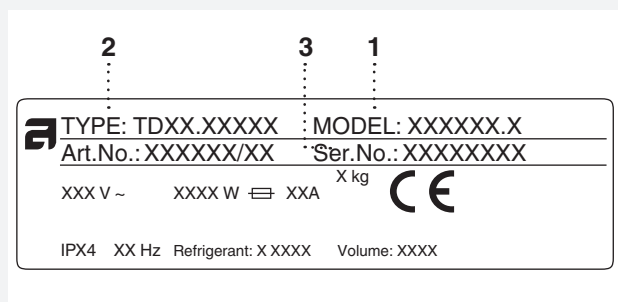 2 3 1
TYPE: TDXX.XXXXX MODEL: XXXXXX.X
Art.No.: XXXXXX/XX Ser.No.: XXXXXXXX
XXX V ~ XXXX W XXA X kg CE
IPX4 XX Hz Refrigerant: X XXXX Volume: XXXX